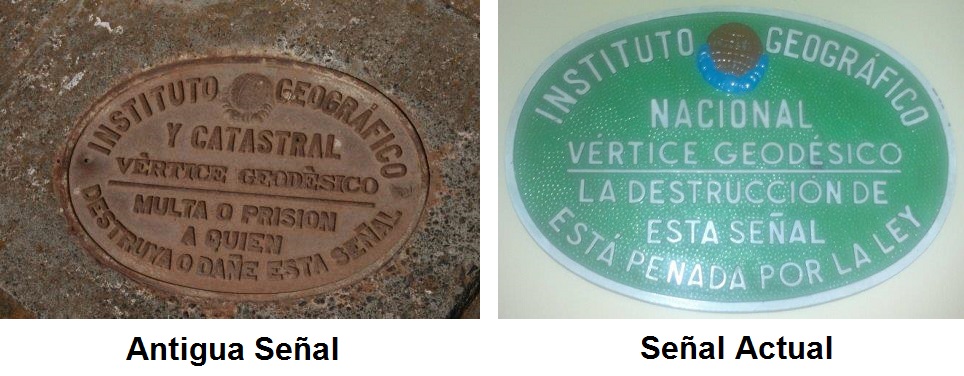 INSTITUTO GEOGRÁFICO
Y CATASTRAL
VÉRTICE GEODÈSICO
MULTA O PRISION
A QUIEN
DESTRUYA O DAÑE ESTA SEÑAL
Antigua Señal
INSTITUTO GEOGRÁFICO
NACIONAL
VÉRTICE GEODÉSICO
LA DESTRUCCIÓN DE
ESTA SEÑAL
ESTÁ PENADA POR LA LEY
Señal Actual